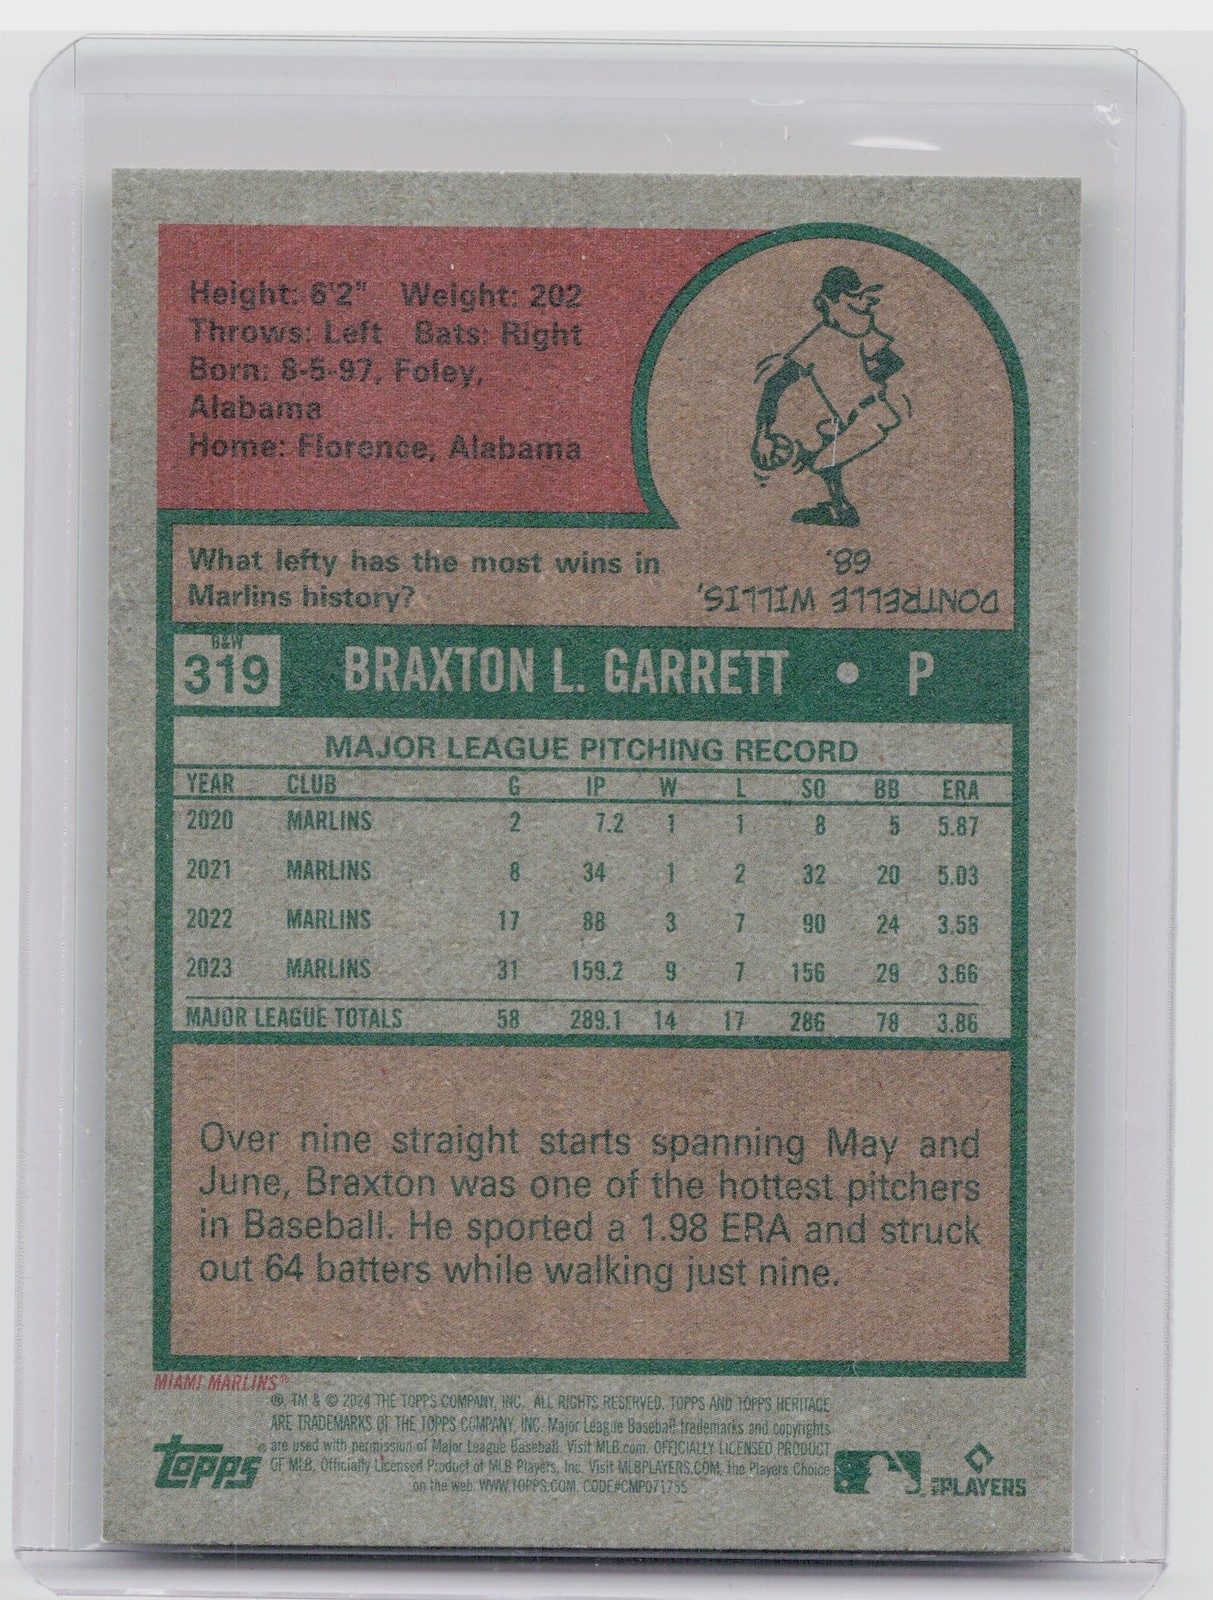 Height: 6'2" Weight: 202
Throws: Left Bats: Right
Born: 8-5-97, Foley,
Alabama
Home: Florence, Alabama
What lefty has the most wins in
Marlins history?
DONTRELLE WILLIS,
68.
B&W
319
BRAXTON L. GARRETT • P
MAJOR LEAGUE PITCHING RECORD
YEAR CLUB G IP W L SO BB ERA
2020 MARLINS 2 7.2 1 1 8 5 5.87
2021 MARLINS 8 34 1 2 32 20 5.03
2022 MARLINS 17 88 3 7 90 24 3.58
2023 MARLINS 31 159.2 9 7 156 29 3.66
MAJOR LEAGUE TOTALS 58 289.1 14 17 286 78 3.86
Over nine straight starts spanning May and
June, Braxton was one of the hottest pitchers
in Baseball. He sported a 1.98 ERA and struck
out 64 batters while walking just nine.
MIAMI MARLINS®
®, TM & © 2024 THE TOPPS COMPANY, INC. ALL RIGHTS RESERVED. TOPPS AND TOPPS HERITAGE
ARE TRADEMARKS OF THE TOPPS COMPANY, INC. Major League Baseball trademarks and copyrights
are used with permission of Major League Baseball. Visit MLB.com. OFFICIALLY LICENSED PRODUCT
OF MLB. Officially Licensed Product of MLB Players, Inc. Visit MLBPLAYERS.COM, the Players Choice
on the web. WWW.TOPPS.COM. CODE#CMP071755
topps
MLB PLAYERS